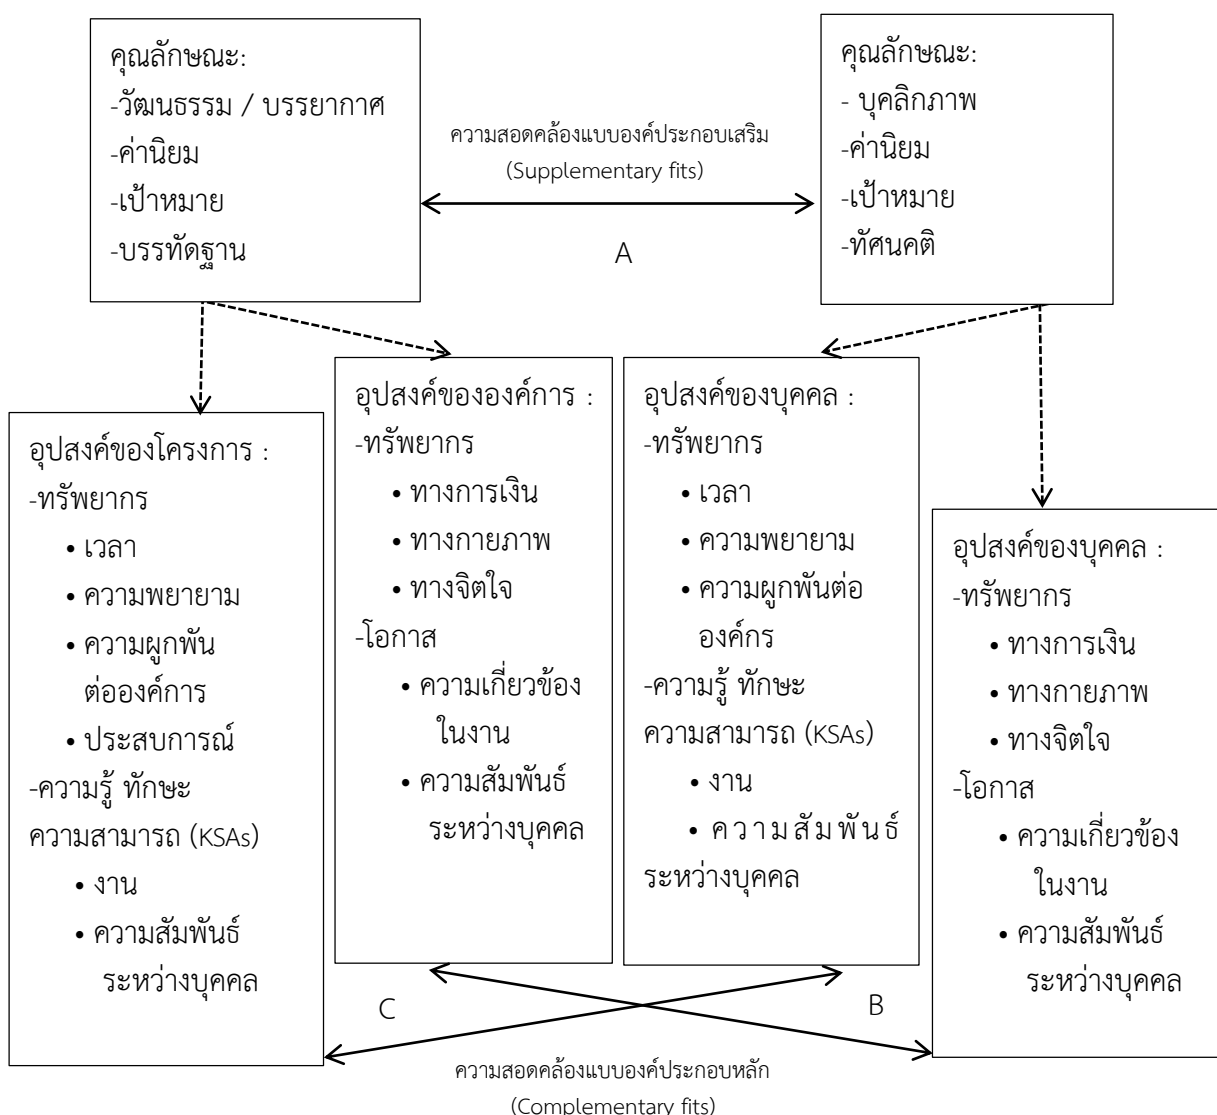 คุณลักษณะ:
-วัฒนธรรม / บรรยากาศ
-ค่านิยม
-เป้าหมาย
-บรรทัดฐาน
ความสอดคล้องแบบองค์ประกอบเสริม
(Supplementary fits)
A
คุณลักษณะ:
- บุคลิกภาพ
-ค่านิยม
-เป้าหมาย
-ทัศนคติ
อุปสงค์ของโครงการ :
-ทรัพยากร
• เวลา
• ความพยายาม
• ความผูกพัน
ต่อองค์การ
• ประสบการณ์
-ความรู้ ทักษะ
ความสามารถ (KSAs)
• งาน
• ความสัมพันธ์
ระหว่างบุคคล
อุปสงค์ขององค์การ :
-ทรัพยากร
• ทางการเงิน
• ทางกายภาพ
• ทางจิตใจ
-โอกาส
• ความเกี่ยวข้อง
ในงาน
• ความสัมพันธ์
ระหว่างบุคคล
อุปสงค์ของบุคคล :
-ทรัพยากร
• เวลา
• ความพยายาม
• ความผูกพันต่อ
องค์กร
-ความรู้ ทักษะ
ความสามารถ (KSAs)
• งาน
• ความสัมพันธ์
ระหว่างบุคคล
อุปสงค์ของบุคคล :
-ทรัพยากร
• ทางการเงิน
• ทางกายภาพ
• ทางจิตใจ
-โอกาส
• ความเกี่ยวข้อง
ในงาน
• ความสัมพันธ์
ระหว่างบุคคล
C
B
ความสอดคล้องแบบองค์ประกอบหลัก
(Complementary fits)